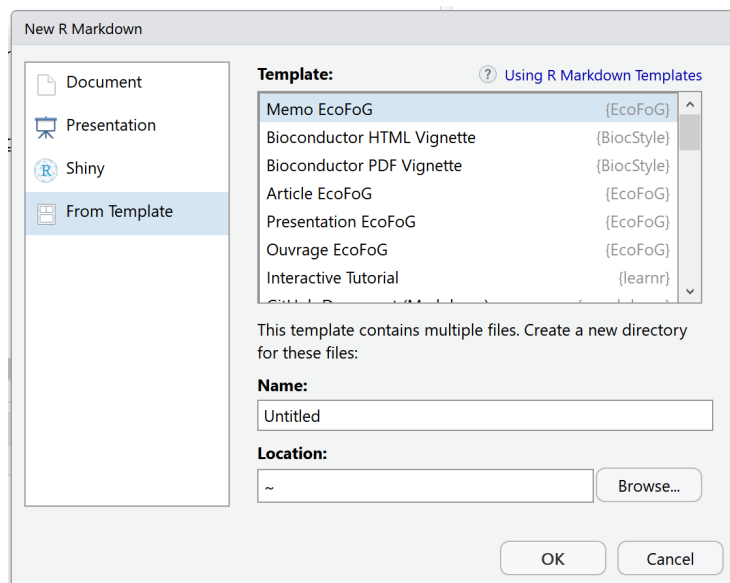 New R Markdown
Document
Presentation
Shiny
From Template
Template:
? Using R Markdown Templates
Memo EcoFoG {EcoFoG}
Bioconductor HTML Vignette {BiocStyle}
Bioconductor PDF Vignette {BiocStyle}
Article EcoFoG {EcoFoG}
Presentation EcoFoG {EcoFoG}
Ouvrage EcoFoG {EcoFoG}
Interactive Tutorial {learnr}
This template contains multiple files. Create a new directory
for these files:
Name:
Untitled
Location:
~
Browse...
OK
Cancel